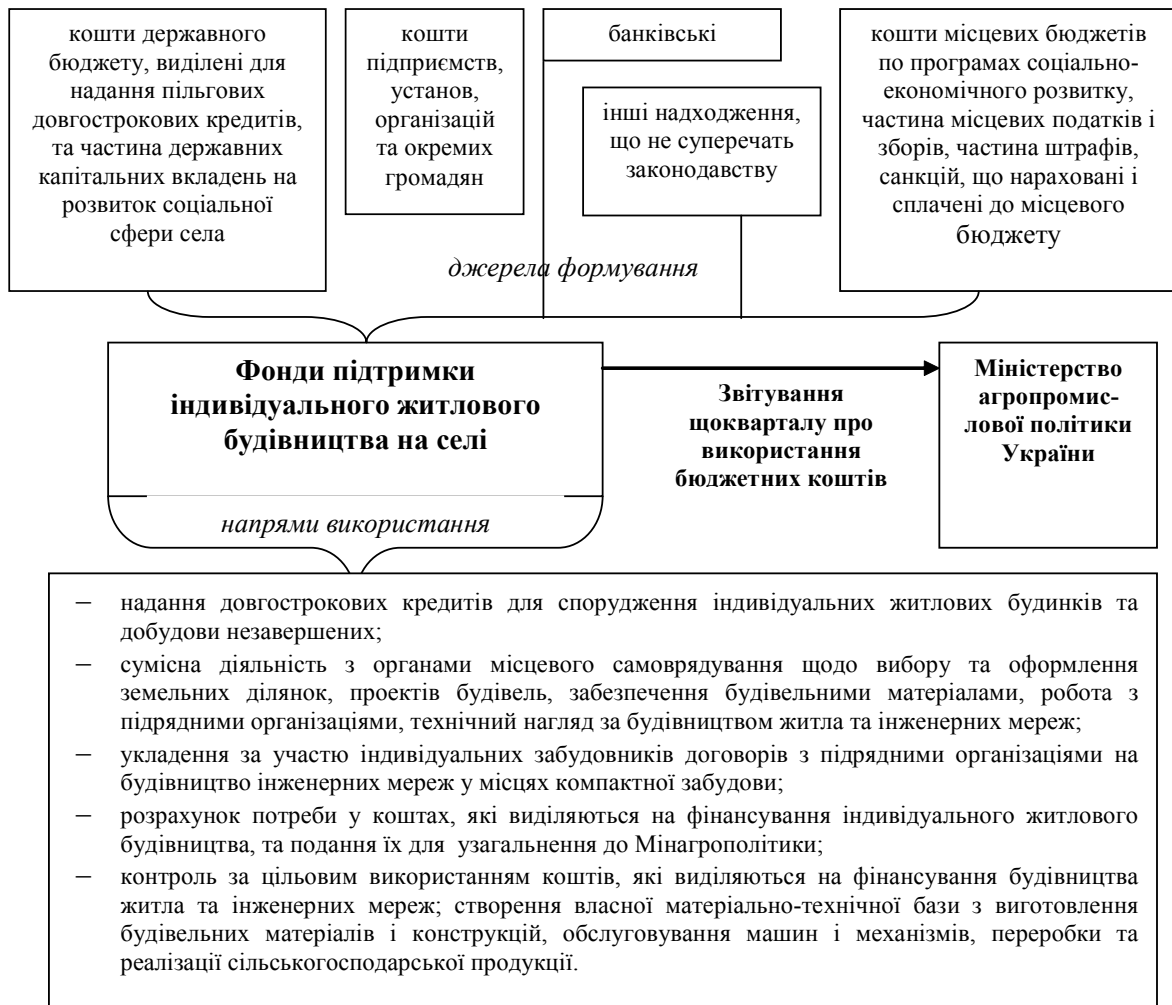 кошти державного
бюджету, виділені для
надання пільгових
довгострокових кредитів,
та частина державних
капітальних вкладень на
розвиток соціальної
сфери села
кошти
підприємств,
установ,
організацій
та окремих
громадян
банківські
інші надходження,
що не суперечать
законодавству
кошти місцевих бюджетів
по програмах соціально-
економічного розвитку,
частина місцевих податків і
зборів, частина штрафів,
санкцій, що нараховані і
сплачені до місцевого
бюджету
джерела формування
Фонди підтримки
індивідуального житлового
будівництва на селі
Звітування
щокварталу про
використання
бюджетних коштів
Міністерство
агропромис-
лової політики
України
напрями використання
– надання довгострокових кредитів для спорудження індивідуальних житлових будинків та
добудови незавершених;
– сумісна діяльність з органами місцевого самоврядування щодо вибору та оформлення
земельних ділянок, проектів будівель, забезпечення будівельними матеріалами, робота з
підрядними організаціями, технічний нагляд за будівництвом житла та інженерних мереж;
– укладення за участю індивідуальних забудовників договорів з підрядними організаціями на
будівництво інженерних мереж у місцях компактної забудови;
– розрахунок потреби у коштах, які виділяються на фінансування індивідуального житлового
будівництва, та подання їх для узагальнення до Мінагрополітики;
– контроль за цільовим використанням коштів, які виділяються на фінансування будівництва
житла та інженерних мереж; створення власної матеріально-технічної бази з виготовлення
будівельних матеріалів і конструкцій, обслуговування машин і механізмів, переробки та
реалізації сільськогосподарської продукції.